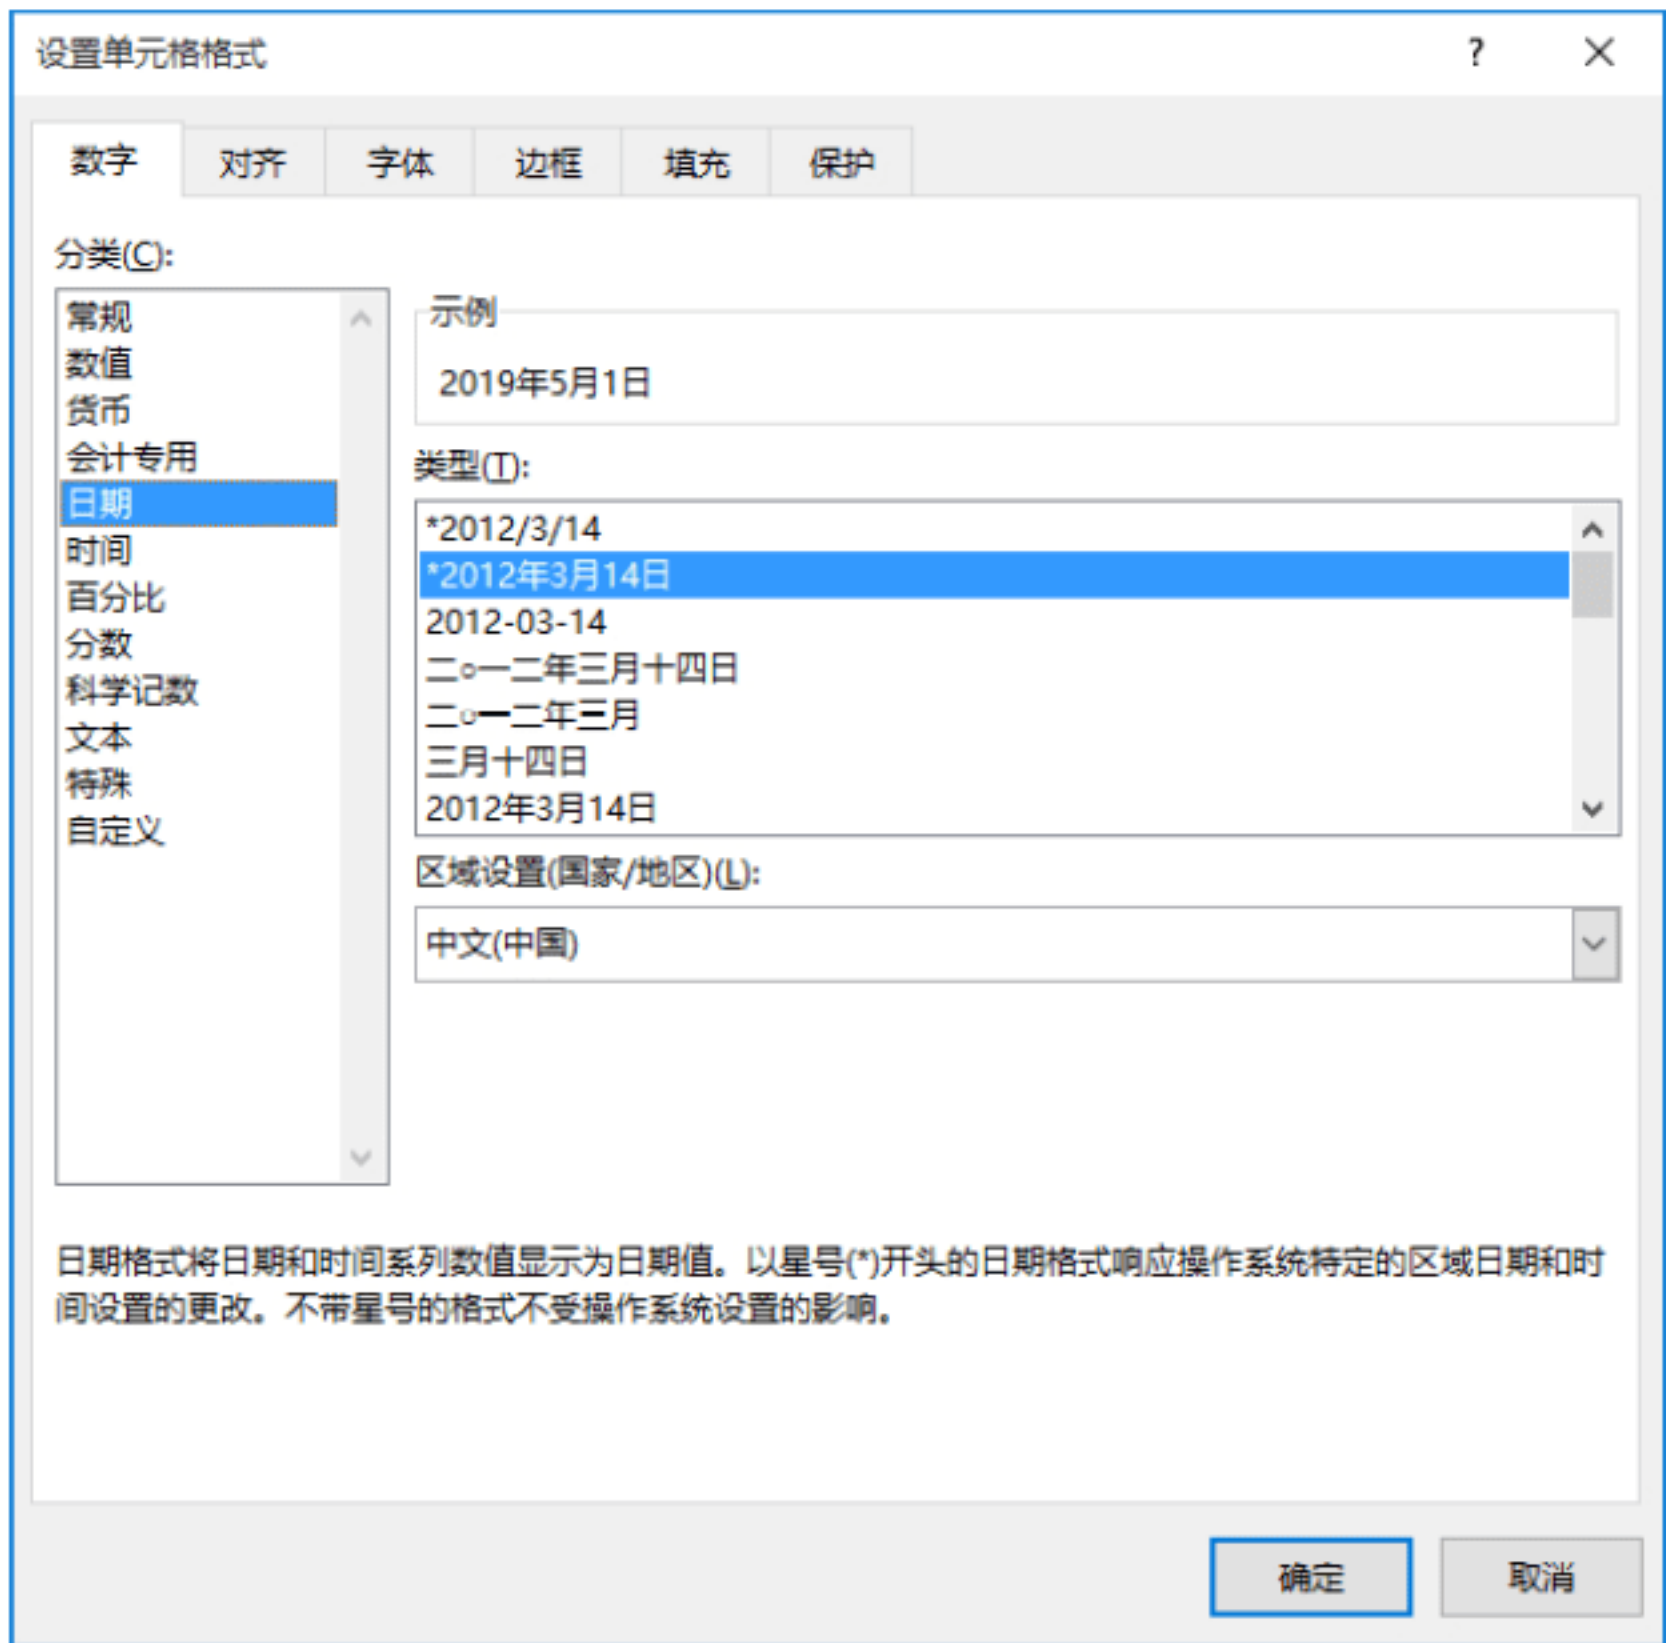 设置单元格格式
?
数字 对齐 字体 边框 填充 保护
分类(C):
常规
数值
货币
会计专用
日期
时间
百分比
分数
科学记数
文本
特殊
自定义
示例
2019年5月1日
类型(T):
*2012/3/14
*2012年3月14日
2012-03-14
二○一二年三月十四日
二○一二年三月
三月十四日
2012年3月14日
区域设置(国家/地区)(L):
中文(中国)
日期格式将日期和时间系列数值显示为日期值。以星号(*)开头的日期格式响应操作系统特定的区域日期和时
间设置的更改。不带星号的格式不受操作系统设置的影响。
确定 取消